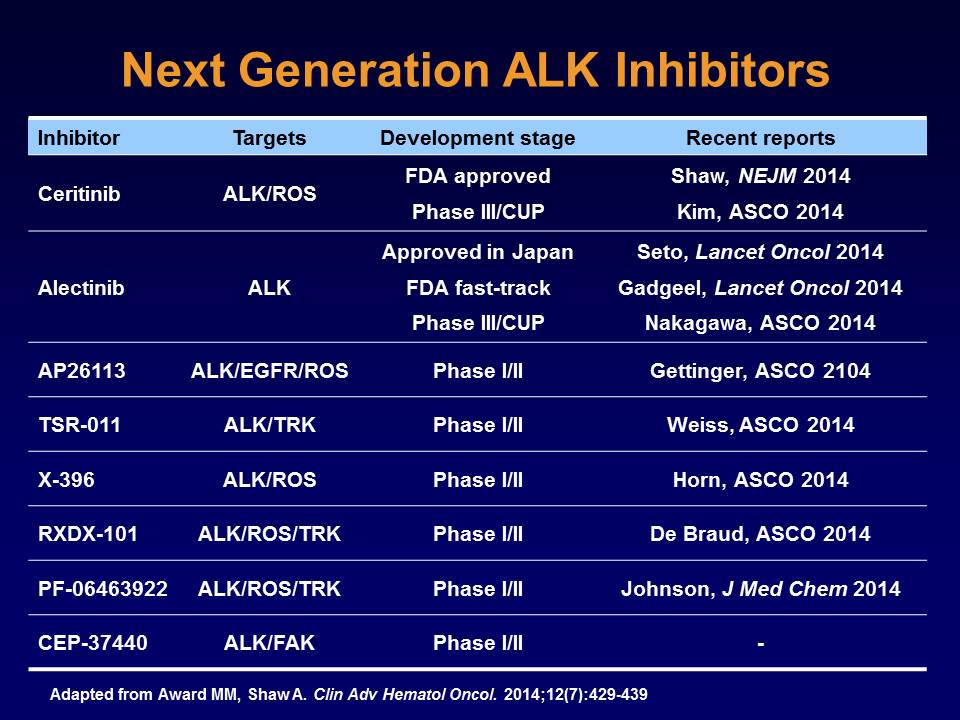 Next Generation ALK Inhibitors
Inhibitor Targets Development stage Recent reports
Ceritinib ALK/ROS FDA approved Shaw, NEJM 2014
Phase III/CUP Kim, ASCO 2014
Alectinib ALK Approved in Japan Seto, Lancet Oncol 2014
FDA fast-track Gadgeel, Lancet Oncol 2014
Phase III/CUP Nakagawa, ASCO 2014
AP26113 ALK/EGFR/ROS Phase I/II Gettinger, ASCO 2104
TSR-011 ALK/TRK Phase I/II Weiss, ASCO 2014
X-396 ALK/ROS Phase I/II Horn, ASCO 2014
RXDX-101 ALK/ROS/TRK Phase I/II De Braud, ASCO 2014
PF-06463922 ALK/ROS/TRK Phase I/II Johnson, J Med Chem 2014
CEP-37440 ALK/FAK Phase I/II -
Adapted from Award MM, Shaw A. Clin Adv Hematol Oncol. 2014;12(7):429-439